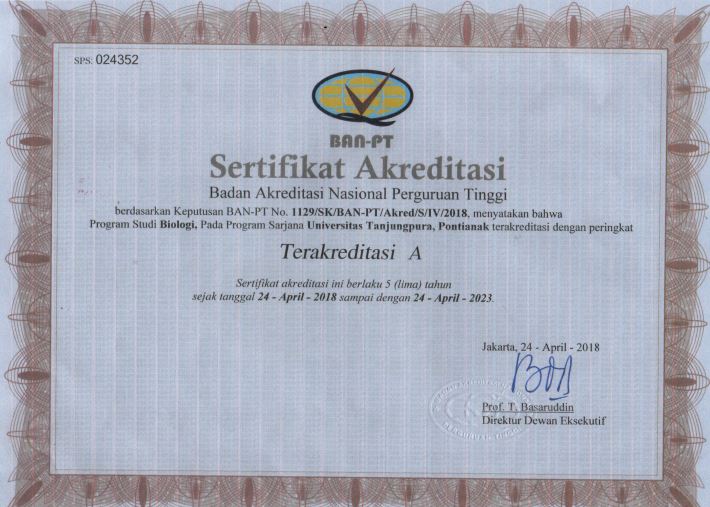 SPS: 024352
BAN-PT
Sertifikat Akreditasi
Badan Akreditasi Nasional Perguruan Tinggi
berdasarkan Keputusan BAN-PT No. 1129/SK/BAN-PT/Akred/S/IV/2018, menyatakan bahwa
Program Studi Biologi, Pada Program Sarjana Universitas Tanjungpura, Pontianak terakreditasi dengan peringkat
Terakreditasi A
Sertifikat akreditasi ini berlaku 5 (lima) tahun
sejak tanggal 24 - April - 2018 sampai dengan 24 - April - 2023.
Jakarta, 24 - April - 2018
Prof. T. Basaruddin
Direktur Dewan Eksekutif